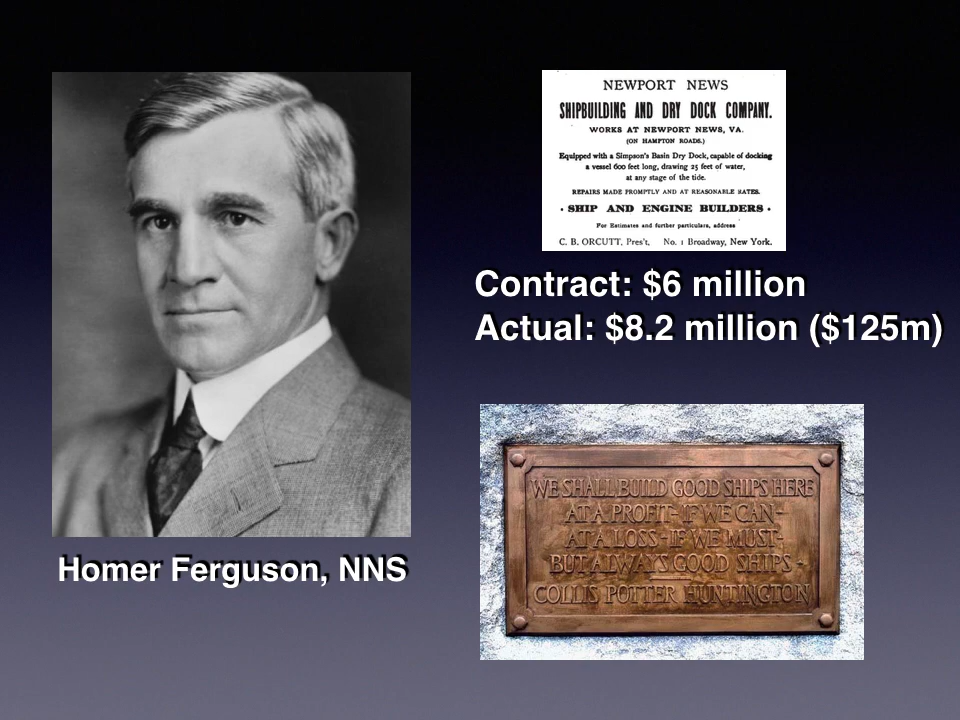 NEWPORT NEWS
SHIPBUILDING AND DRY DOCK COMPANY.
WORKS AT NEWPORT NEWS, VA.
(ON HAMPTON ROADS.)
Equipped with a Simpson's Basin Dry Dock, capable of docking
a vessel 600 feet long, drawing 25 feet of water,
at any stage of the tide.
REPAIRS MADE PROMPTLY AND AT REASONABLE RATES.
· SHIP AND ENGINE BUILDERS ·
For Estimates and further particulars, address
C. B. ORCUTT, Pres't, No. 1 Broadway, New York.
Contract: $6 million
Actual: $8.2 million ($125m)
WE SHALL BUILD GOOD SHIPS HERE
AT A PROFIT - IF WE CAN -
AT A LOSS - IF WE MUST -
BUT ALWAYS GOOD SHIPS -
COLLIS POTTER HUNTINGTON
Homer Ferguson, NNS